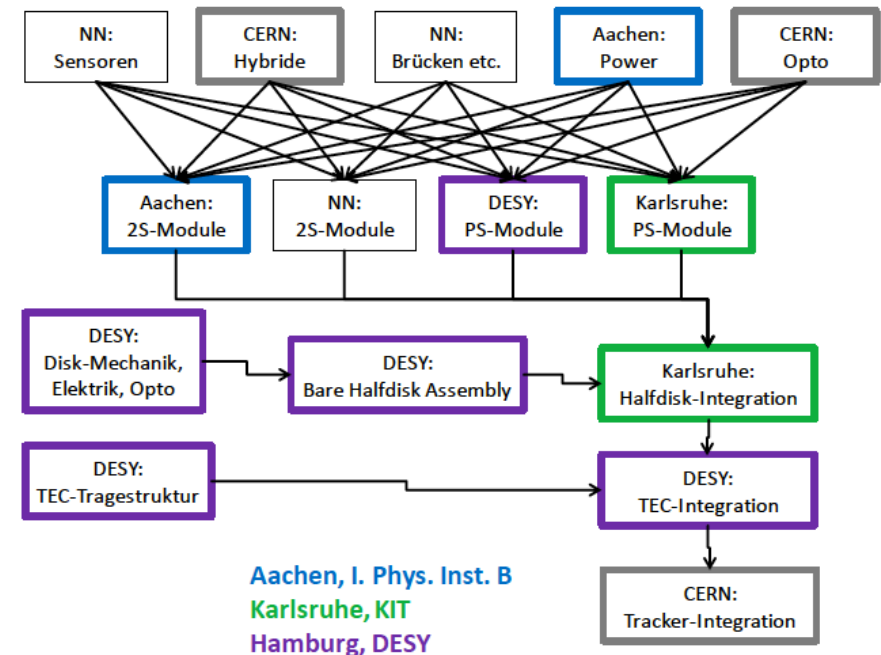 NN:
Sensoren
CERN:
Hybride
NN:
Brücken etc.
Aachen:
Power
CERN:
Opto
Aachen:
2S-Module
NN:
2S-Module
DESY:
PS-Module
Karlsruhe:
PS-Module
DESY:
Disk-Mechanik,
Elektrik, Opto
DESY:
Bare Halfdisk Assembly
Karlsruhe:
Halfdisk-Integration
DESY:
TEC-Tragestruktur
DESY:
TEC-Integration
CERN:
Tracker-Integration
Aachen, I. Phys. Inst. B
Karlsruhe, KIT
Hamburg, DESY